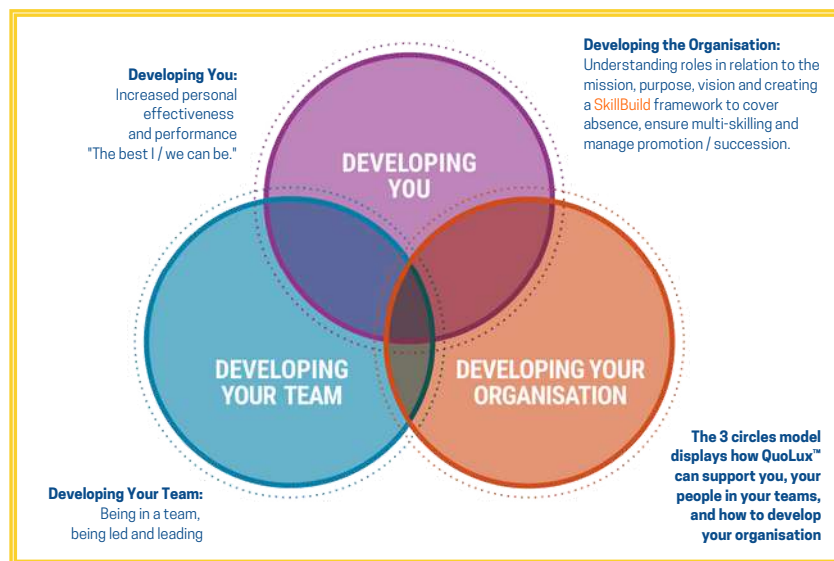 Developing You:
Increased personal
effectiveness
and performance
"The best I / we can be."
Developing the Organisation:
Understanding roles in relation to the
mission, purpose, vision and creating
a SkillBuild framework to cover
absence, ensure multi-skilling and
manage promotion / succession.
DEVELOPING
YOU
DEVELOPING
YOUR TEAM
DEVELOPING YOUR
ORGANISATION
Developing Your Team:
Being in a team,
being led and leading
The 3 circles model
displays how QuoLux™
can support you, your
people in your teams,
and how to develop
your organisation